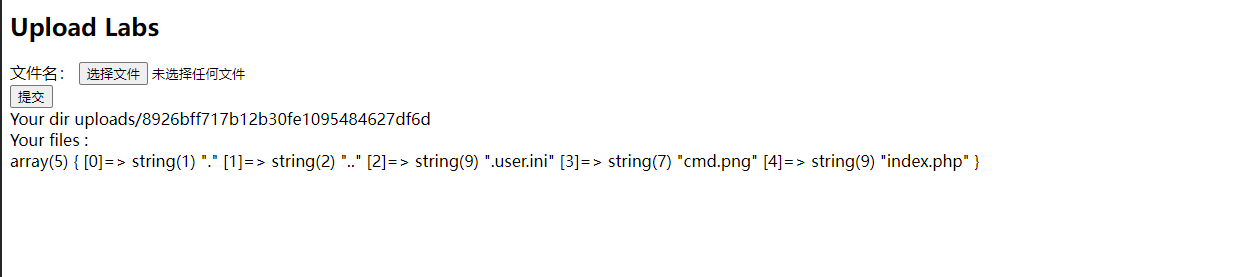 Upload Labs
文件名： 选择文件 未选择任何文件
提交
Your dir uploads/8926bff717b12b30fe1095484627df6d
Your files :
array(5) { [0]=> string(1) "." [1]=> string(2) ".." [2]=> string(9) ".user.ini" [3]=> string(7) "cmd.png" [4]=> string(9) "index.php" }